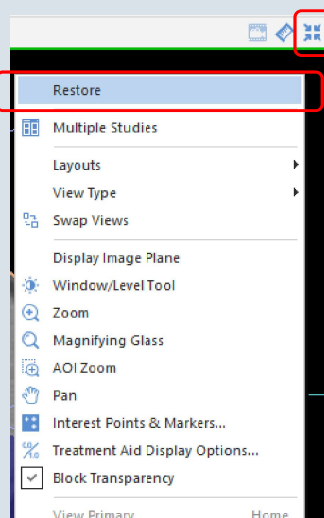 Restore
Multiple Studies
Layouts
View Type
Swap Views
Display Image Plane
Window/Level Tool
Zoom
Magnifying Glass
AOI Zoom
Pan
Interest Points & Markers...
Treatment Aid Display Options...
Block Transparency
View Primary Home